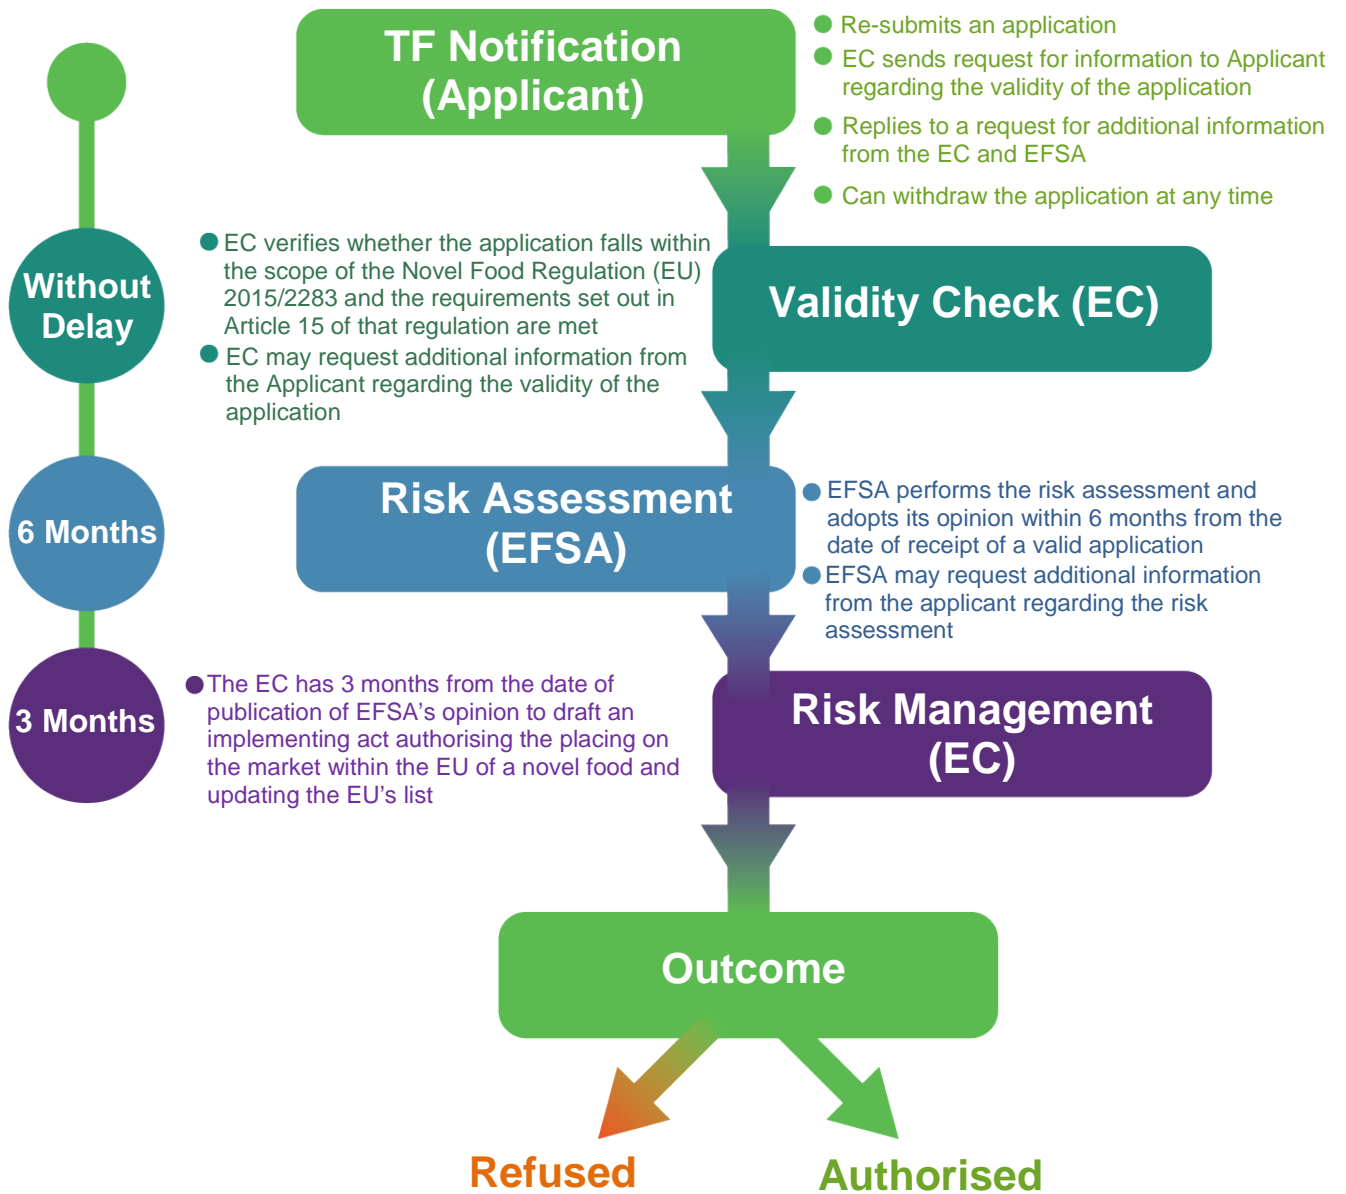 TF Notification
(Applicant)
Re-submits an application
EC sends request for information to Applicant
regarding the validity of the application
Replies to a request for additional information
from the EC and EFSA
Can withdraw the application at any time
Without
Delay
EC verifies whether the application falls within
the scope of the Novel Food Regulation (EU)
2015/2283 and the requirements set out in
Article 15 of that regulation are met
EC may request additional information from
the Applicant regarding the validity of the
application
Validity Check (EC)
6 Months
Risk Assessment
(EFSA)
EFSA performs the risk assessment and
adopts its opinion within 6 months from the
date of receipt of a valid application
EFSA may request additional information
from the applicant regarding the risk
assessment
3 Months
The EC has 3 months from the date of
publication of EFSA’s opinion to draft an
implementing act authorising the placing on
the market within the EU of a novel food and
updating the EU’s list
Risk Management
(EC)
Outcome
Refused
Authorised